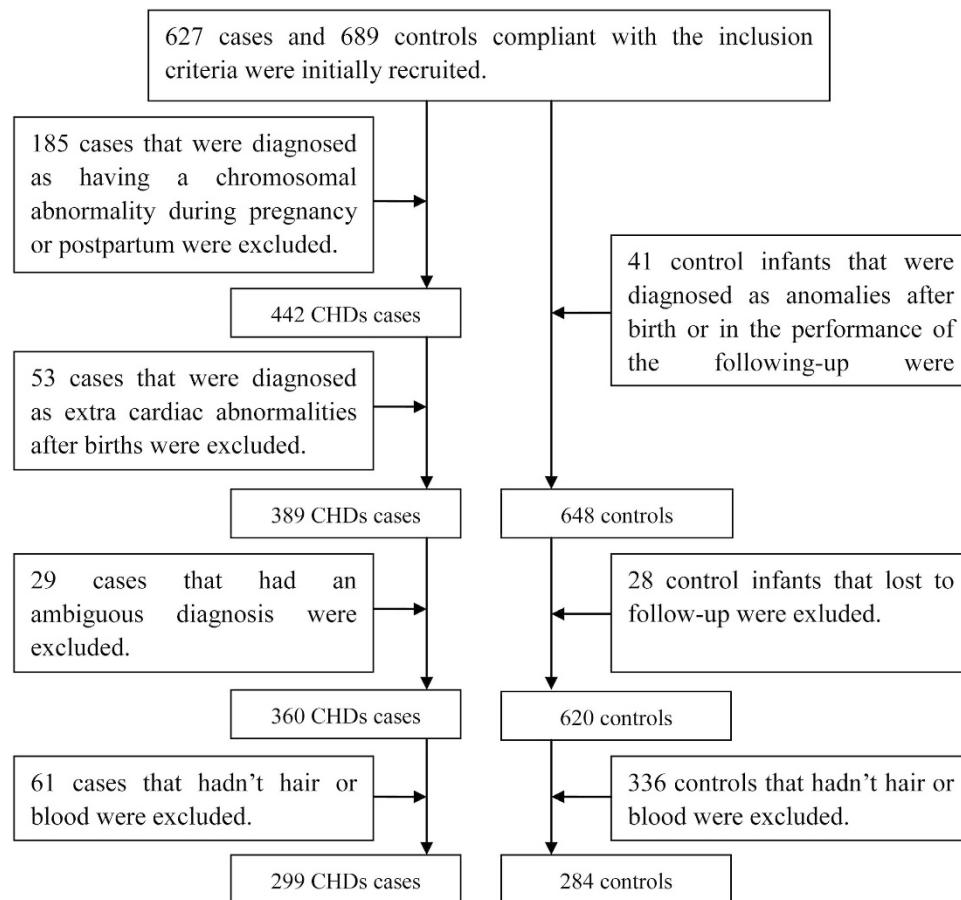 627 cases and 689 controls compliant with the inclusion
criteria were initially recruited.
185 cases that were diagnosed
as having a chromosomal
abnormality during pregnancy
or postpartum were excluded.
41 control infants that were
diagnosed as anomalies after
birth or in the performance of
the following-up were
442 CHDs cases
53 cases that were diagnosed
as extra cardiac abnormalities
after births were excluded.
389 CHDs cases
648 controls
29 cases that had an
ambiguous diagnosis were
excluded.
28 control infants that lost to
follow-up were exluded.
360 CHDs cases
620 controls
61 cases that hadn't hair or
blood were excluded.
336 controls that hadn't hair or
blood were excluded.
299 CHDs cases
284 controls